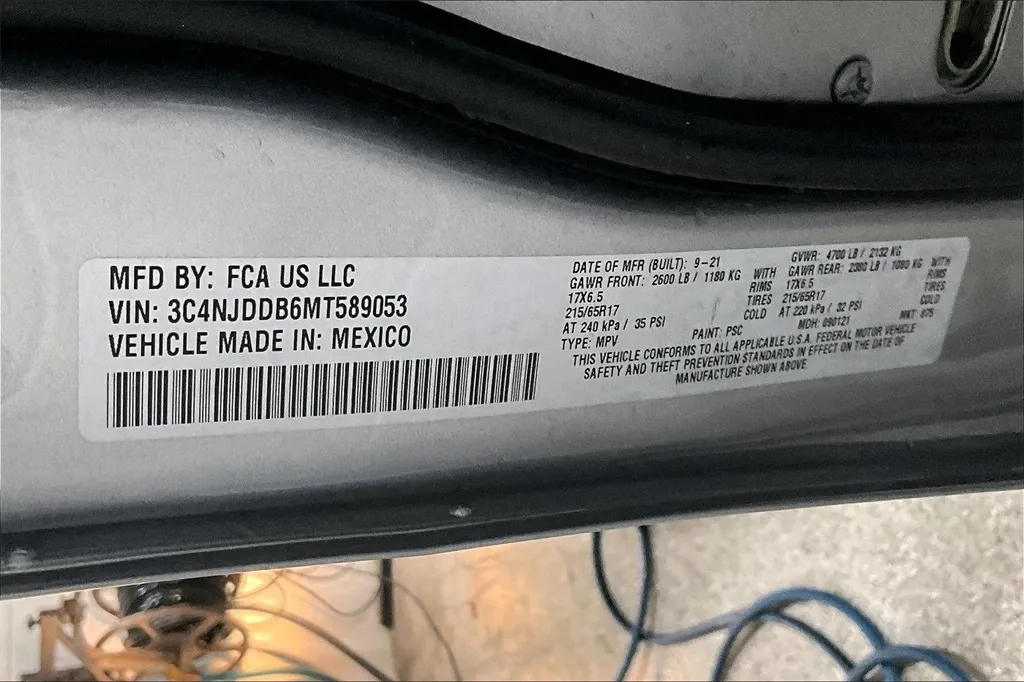 MFD BY: FCA US LLC
VIN: 3C4NJDDB6MT589053
VEHICLE MADE IN: MEXICO
DATE OF MFR (BUILT): 9-21 GVWR: 4700 LB / 2132 KG
GAWR FRONT: 2600 LB / 1180 KG WITH GAWR REAR: 2380 LB / 1080 KG WITH
17X6.5 RIMS 17X6.5 RIMS
215/65R17 TIRES 215/65R17 TIRES
AT 240 kPa / 35 PSI COLD AT 220 kPa / 32 PSI COLD
TYPE: MPV PAINT: PSC MDH: 090121 MKT: 875
THIS VEHICLE CONFORMS TO ALL APPLICABLE U.S.A. FEDERAL MOTOR VEHICLE
SAFETY AND THEFT PREVENTION STANDARDS IN EFFECT ON THE DATE OF
MANUFACTURE SHOWN ABOVE.